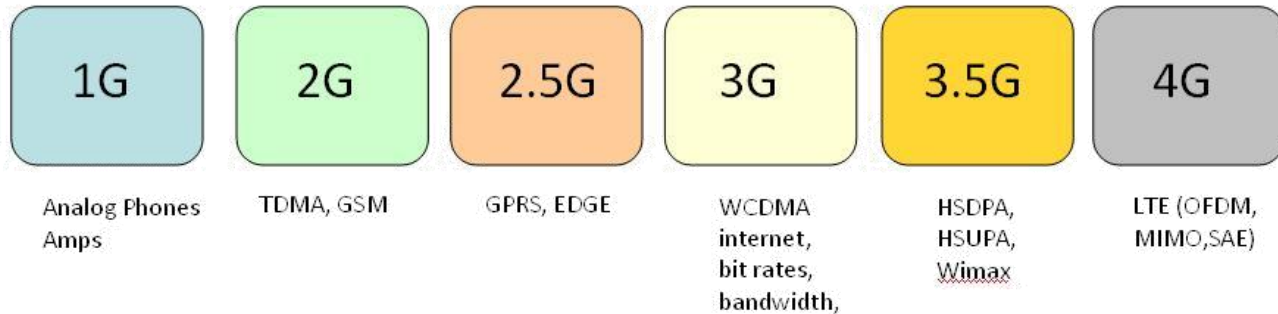 1G
2G
2.5G
3G
3.5G
4G
Analog Phones
Amps
TDMA, GSM
GPRS, EDGE
WCDMA
internet,
bit rates,
bandwidth,
HSDPA,
HSUPA,
Wimax
LTE (OFDM,
MIMO,SAE)